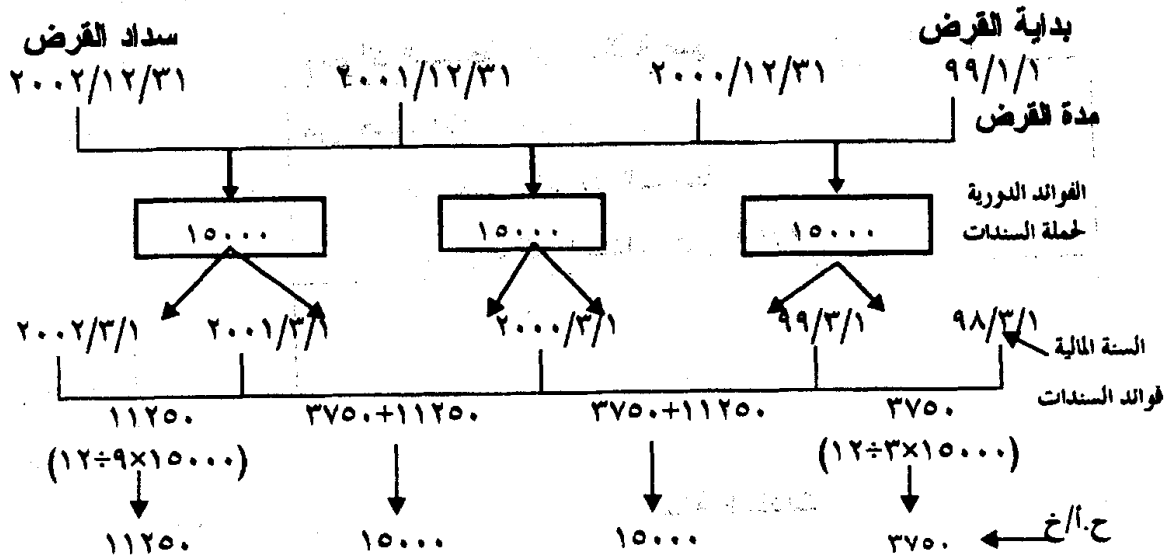 بداية القرض
سداد القرض
٩٩/١/١
٢٠٠٠/١٢/٣١
٢٠٠١/١٢/٣١
٢٠٠٢/١٢/٣١
مدة القرض
الفوائد الدورية
لحملة السندات
١٥٠٠٠
١٥٠٠٠
١٥٠٠٠
٩٨/٣/١
٩٩/٣/١
٢٠٠٠/٣/١
٢٠٠١/٣/١
٢٠٠٢/٣/١
السنة المالية
فوائد السندات
٣٧٥٠
٣٧٥٠+١١٢٥٠
٣٧٥٠+١١٢٥٠
١١٢٥٠
(١٢÷٣×١٥٠٠٠)
(١٢÷٩×١٥٠٠٠)
ح.أ/خ
٣٧٥٠
١٥٠٠٠
١٥٠٠٠
١١٢٥٠